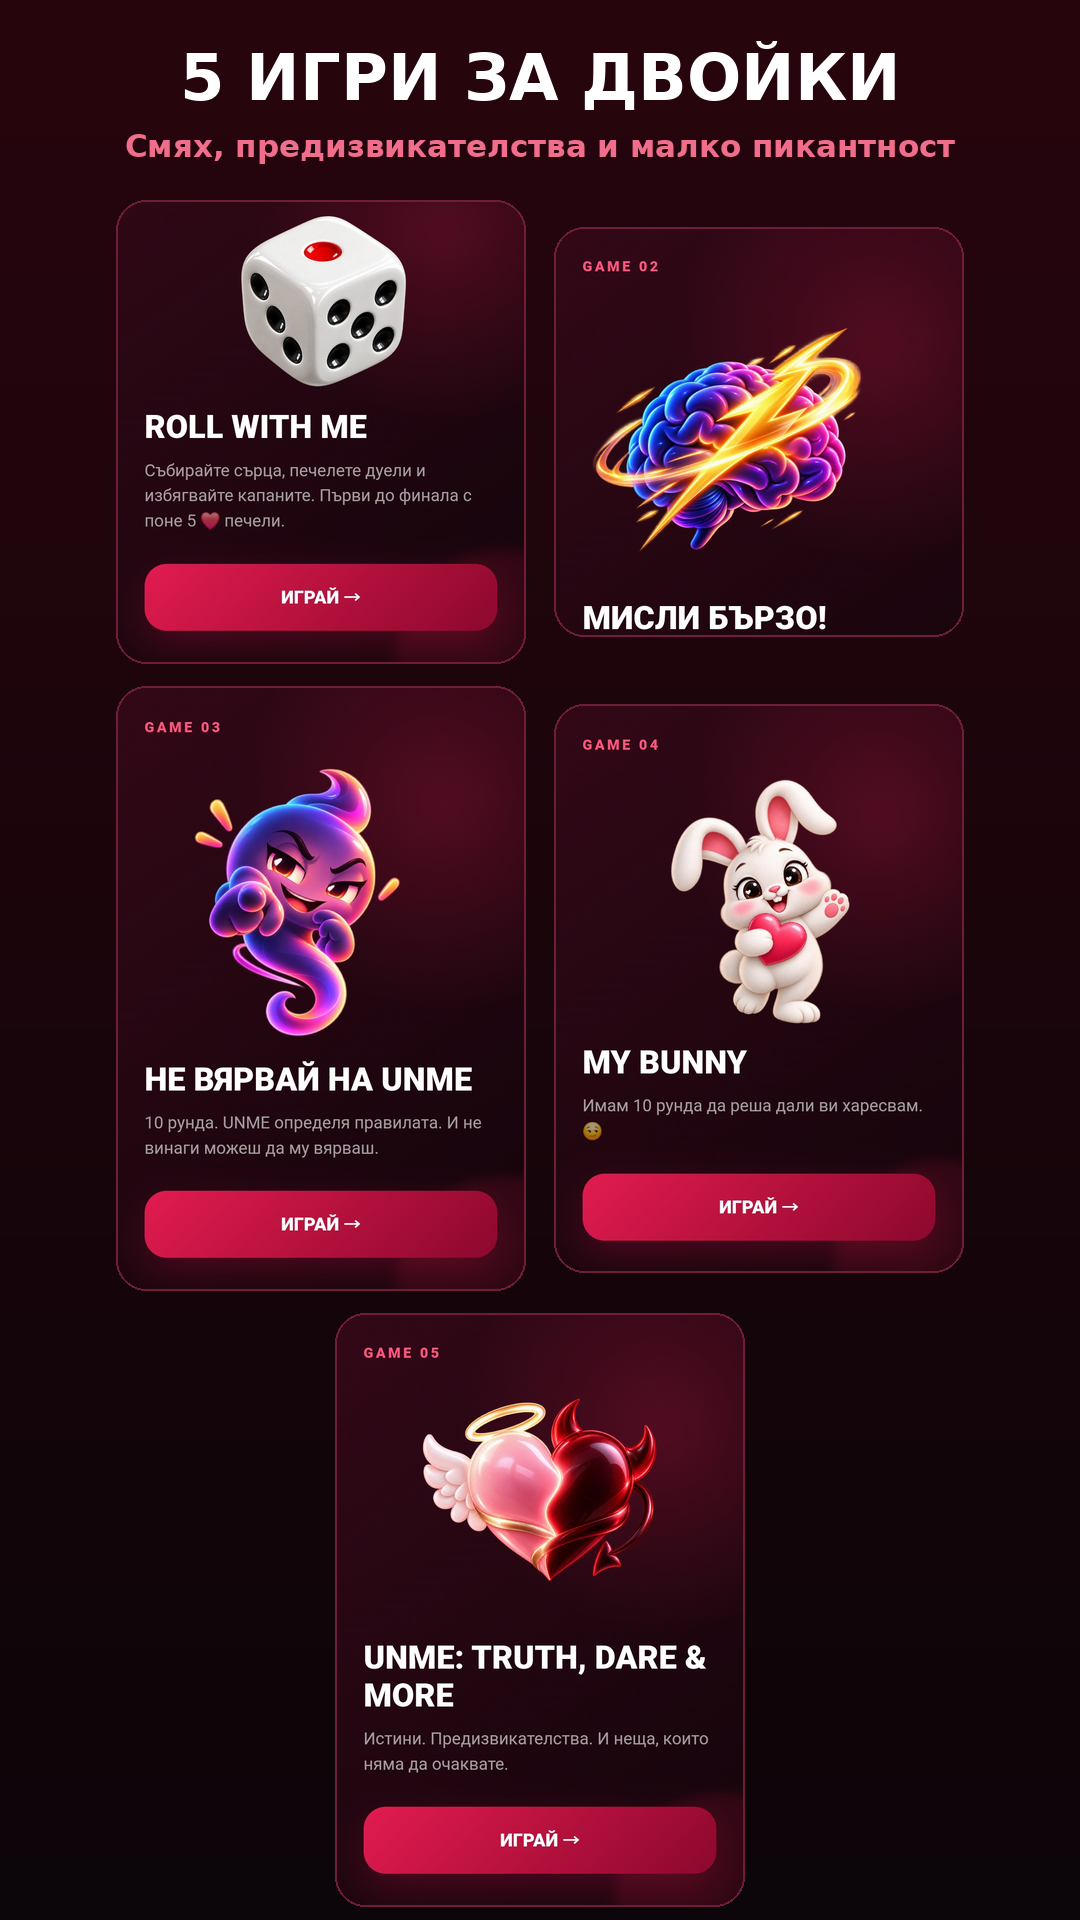 5 ИГРИ ЗА ДВОЙКИ
Смях, предизвикателства и малко пикантност
ROLL WITH ME
Събирайте сърца, печелете дуели и
избягвайте капаните. Първи до финала с
поне 5 ❤️ печели.
ИГРАЙ →
GAME 02
МИСЛИ БЪРЗО!
GAME 03
НЕ ВЯРВАЙ НА UNME
10 рунда. UNME определя правилата. И не
винаги можеш да му вярваш.
ИГРАЙ →
GAME 04
MY BUNNY
Имам 10 рунда да реша дали ви харесвам.
😏
ИГРАЙ →
GAME 05
UNME: TRUTH, DARE &
MORE
Истини. Предизвикателства. И неща, които
няма да очаквате.
ИГРАЙ →